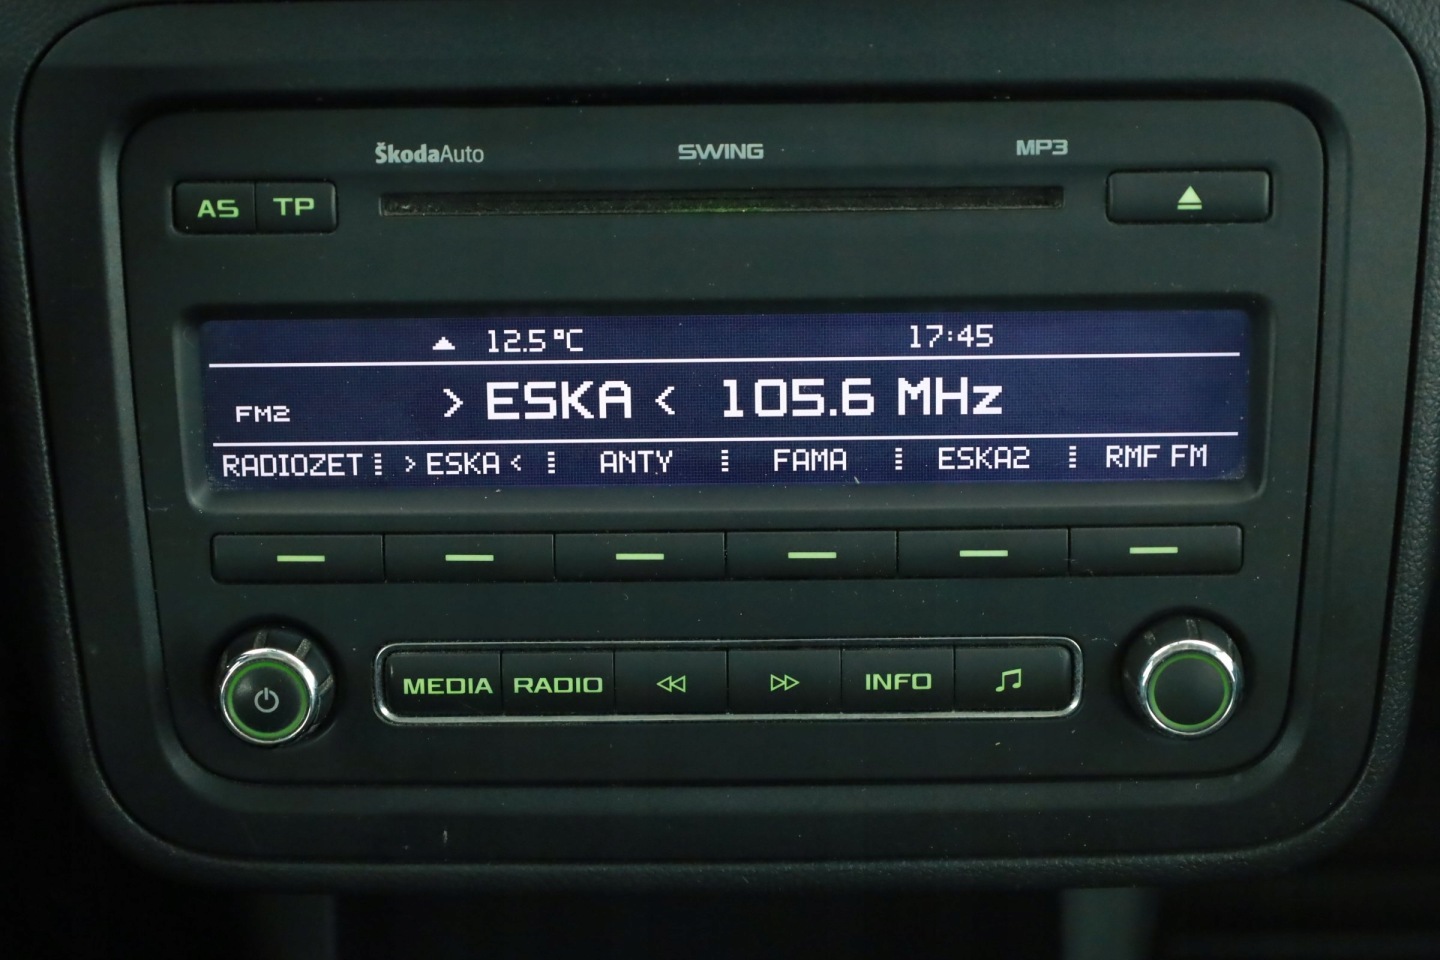 ŠkodaAuto SWING MP3
AS TP
12.5°C 17:45
FM2 > ESKA < 105.6 MHz
RADIOZET > ESKA < ANTY FAMA ESKA2 RMF FM
MEDIA RADIO INFO